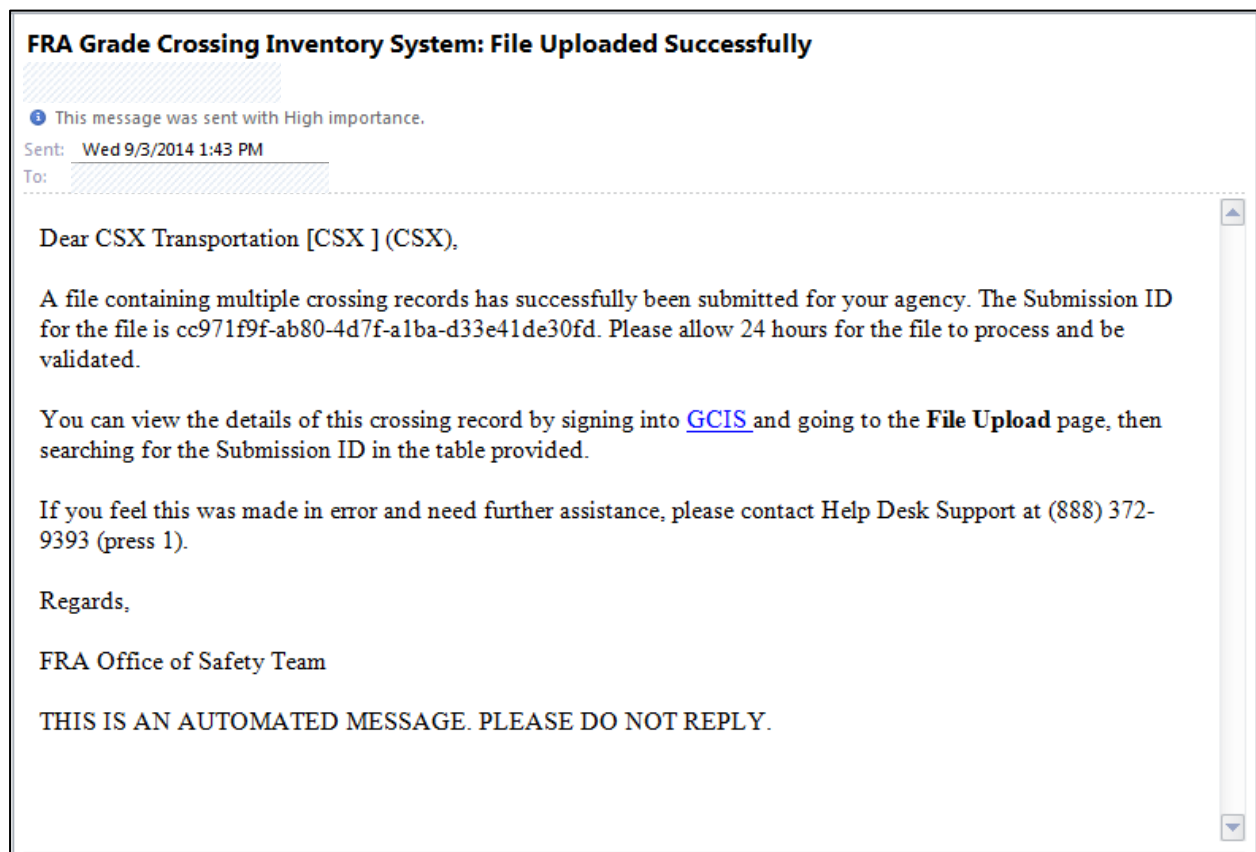 FRA Grade Crossing Inventory System: File Uploaded Successfully
This message was sent with High importance.
Sent: Wed 9/3/2014 1:43 PM
To:
Dear CSX Transportation [CSX ] (CSX),
A file containing multiple crossing records has successfully been submitted for your agency. The Submission ID
for the file is cc971f9f-ab80-4d7f-a1ba-d33e41de30fd. Please allow 24 hours for the file to process and be
validated.
You can view the details of this crossing record by signing into GCIS and going to the File Upload page, then
searching for the Submission ID in the table provided.
If you feel this was made in error and need further assistance, please contact Help Desk Support at (888) 372-
9393 (press 1).
Regards,
FRA Office of Safety Team
THIS IS AN AUTOMATED MESSAGE. PLEASE DO NOT REPLY.